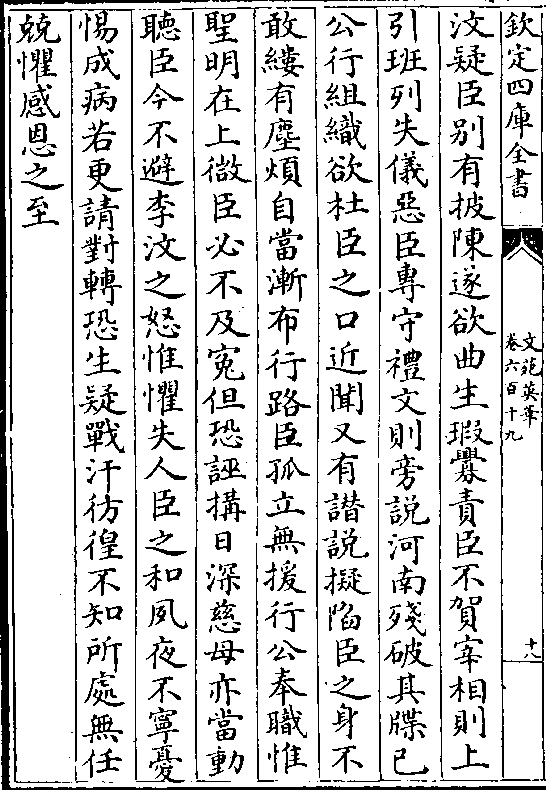 欽定四庫全書
文苑英華
卷六百十九
十八
汶疑臣别有披陳遂欲曲生瑕釁責臣不賀宰相則上
引班列失儀惡臣專守禮文則旁説河南殘破其牒已
公行組織欲杜臣之口近聞又有譛説擬陷臣之身不
敢縷有塵煩自當漸布行路臣孤立無援行公奉職惟
聖明在上微臣必不及寃但恐誣搆日深慈母亦當動
聽臣今不避李汶之怒惟懼失人臣之和夙夜不寧憂
惕成病若更請對轉恐生疑戰汗彷徨不知所處無任
兢懼感恩之至